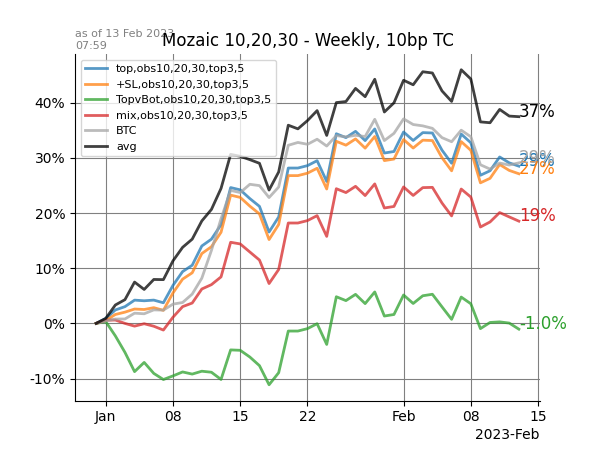 as of 13 Feb 2023
07:59
Mozaic 10,20,30 - Weekly, 10bp TC
top,obs10,20,30,top3,5
+SL,obs10,20,30,top3,5
TopvBot,obs10,20,30,top3,5
mix,obs10,20,30,top3,5
BTC
avg
40%
30%
20%
10%
0%
-10%
37%
29%
27%
19%
-1.0%
Jan 08 15 22 Feb 08 15
2023-Feb